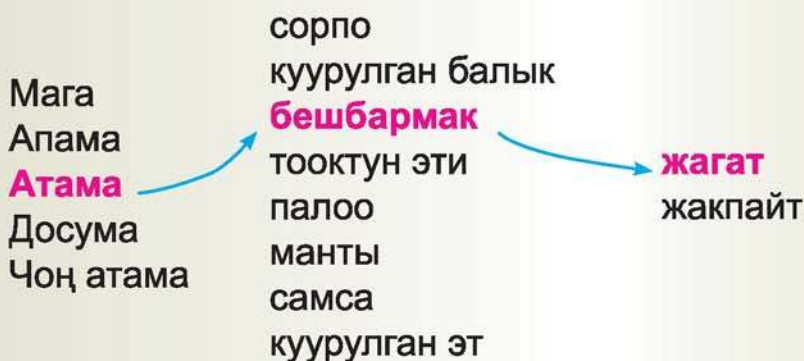 Мага
Апама
Атама
Досума
Чоң атама
сорпо
куурулган балык
бешбармак
тооктун эти
палоо
манты
самса
куурулган эт
жагат
жакпайт